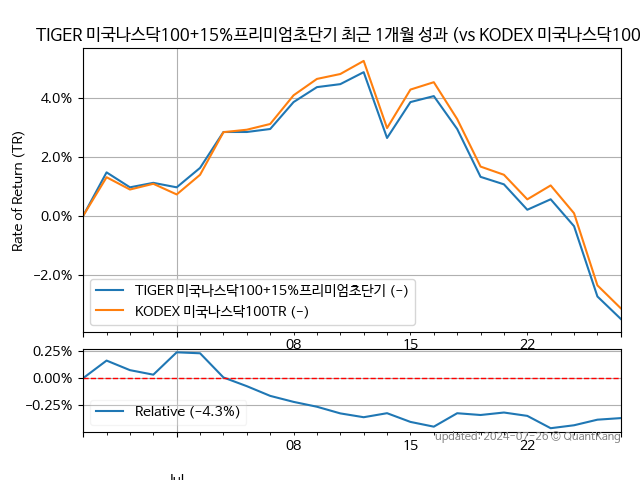 TIGER 미국나스닥100+15%프리미엄초단기 최근 1개월 성과 (vs KODEX 미국나스닥100
4.0%
2.0%
0.0%
−2.0%
Rate of Return (TR)
TIGER 미국나스닥100+15%프리미엄초단기 (-)
KODEX 미국나스닥100TR (-)
08
15
22
0.25%
0.00%
−0.25%
Relative (-4.3%)
updated: 2024-07-26 © QuantKang
08
15
22
Jul